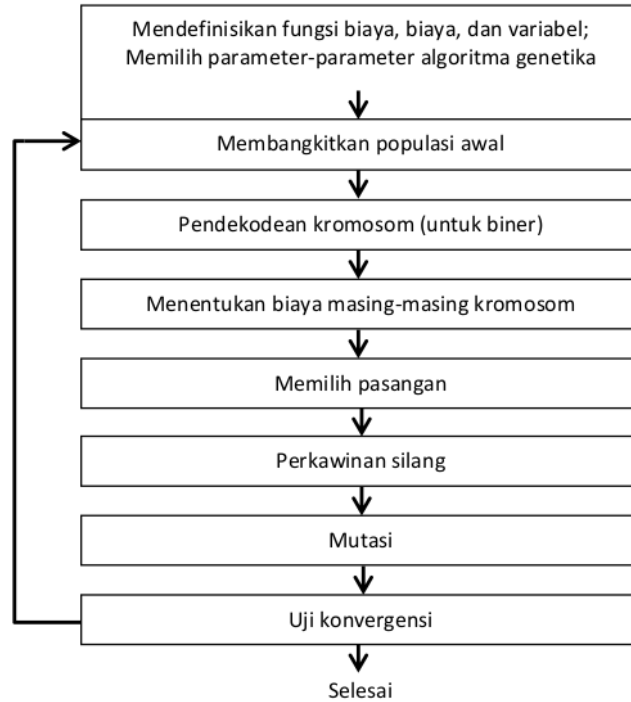 Mendefinisikan fungsi biaya, biaya, dan variabel;
Memilih parameter-parameter algoritma genetika
Membangkitkan populasi awal
Pendekodean kromosom (untuk biner)
Menentukan biaya masing-masing kromosom
Memilih pasangan
Perkawinan silang
Mutasi
Uji konvergensi
Selesai